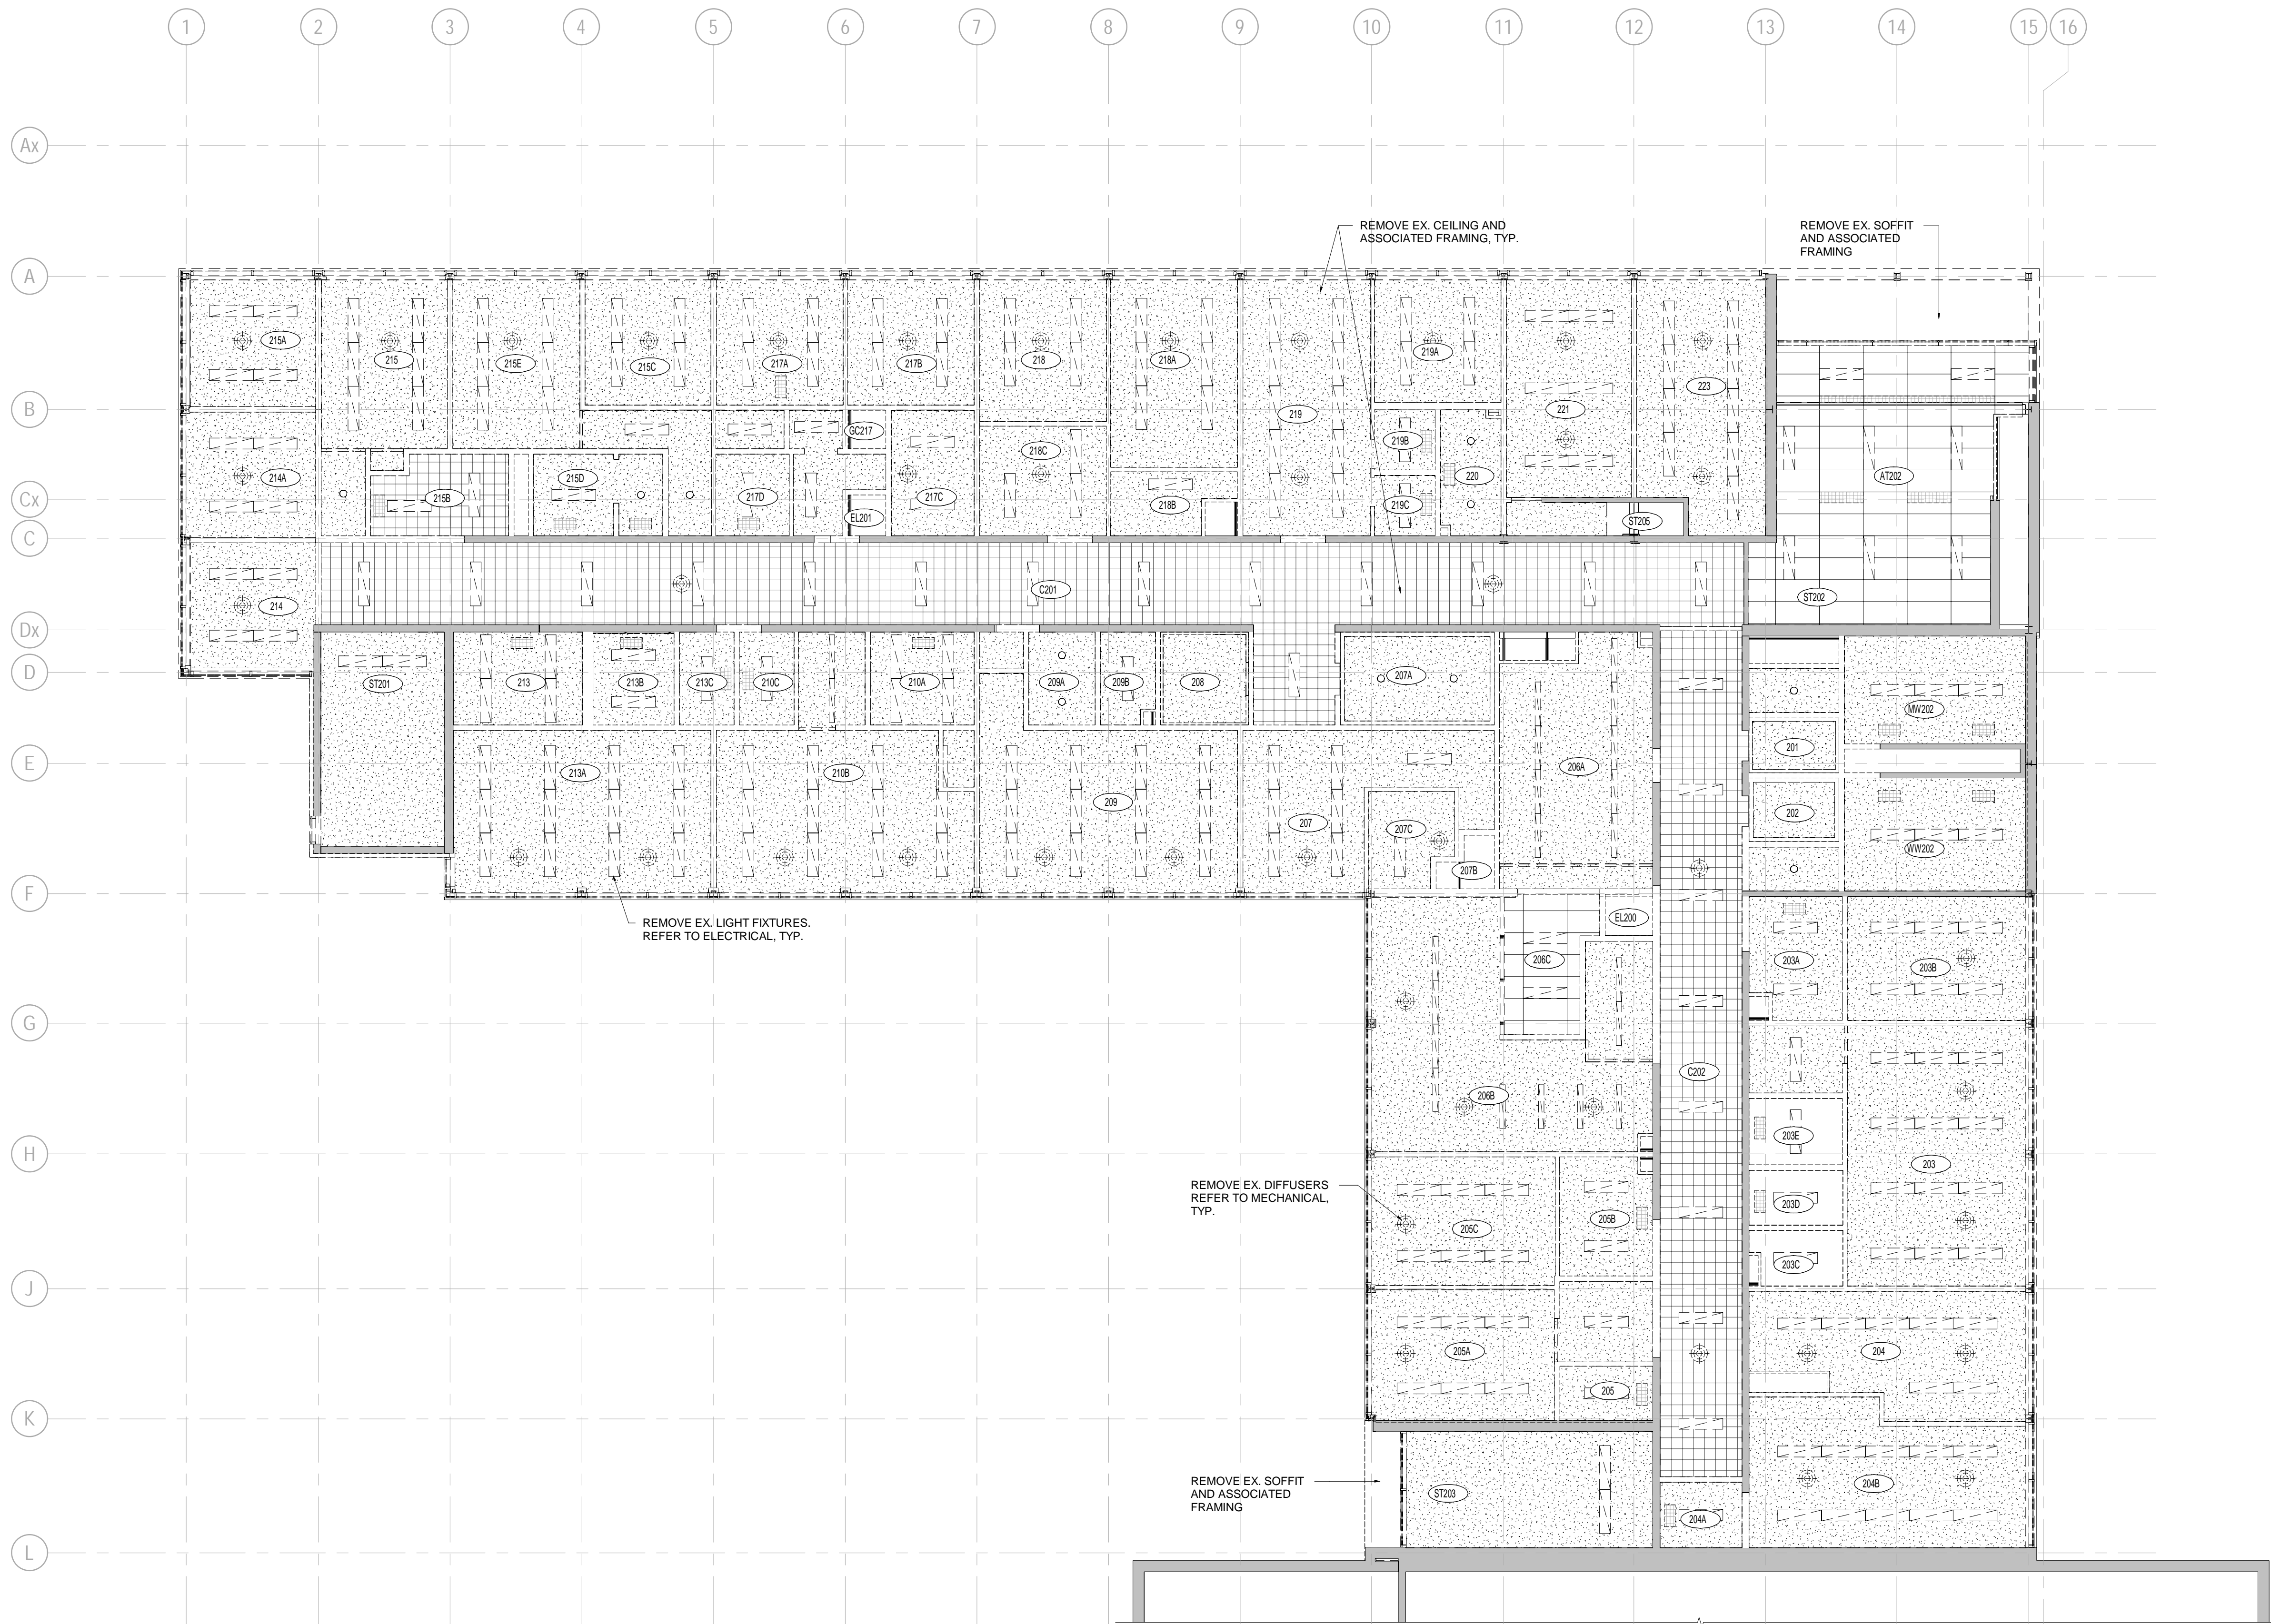 1 2 3 4 5 6 7 8 9 10 11 12 13 14 15 16
Ax
REMOVE EX. CEILING AND
ASSOCIATED FRAMING, TYP.
REMOVE EX. SOFFIT
AND ASSOCIATED
FRAMING
A
215A
215
215E
215C
217A
217B
218
218A
219
219A
221
223
B
GC217
219B
218C
214A
215D
215B
217D
217C
218B
220
AT202
Cx
219C
EL201
ST205
C
C201
214
ST202
Dx
D
ST201
213
213B
213C
210C
210A
209A
209B
208
207A
MW202
201
E
213A
210B
209
207
206A
202
207C
WW202
207B
F
REMOVE EX. LIGHT FIXTURES.
REFER TO ELECTRICAL, TYP.
EL200
206C
203A
203B
G
C202
206B
203E
H
203
REMOVE EX. DIFFUSERS
REFER TO MECHANICAL,
TYP.
203D
205C
205B
203C
J
205A
204
205
K
REMOVE EX. SOFFIT
AND ASSOCIATED
FRAMING
ST203
204B
204A
L